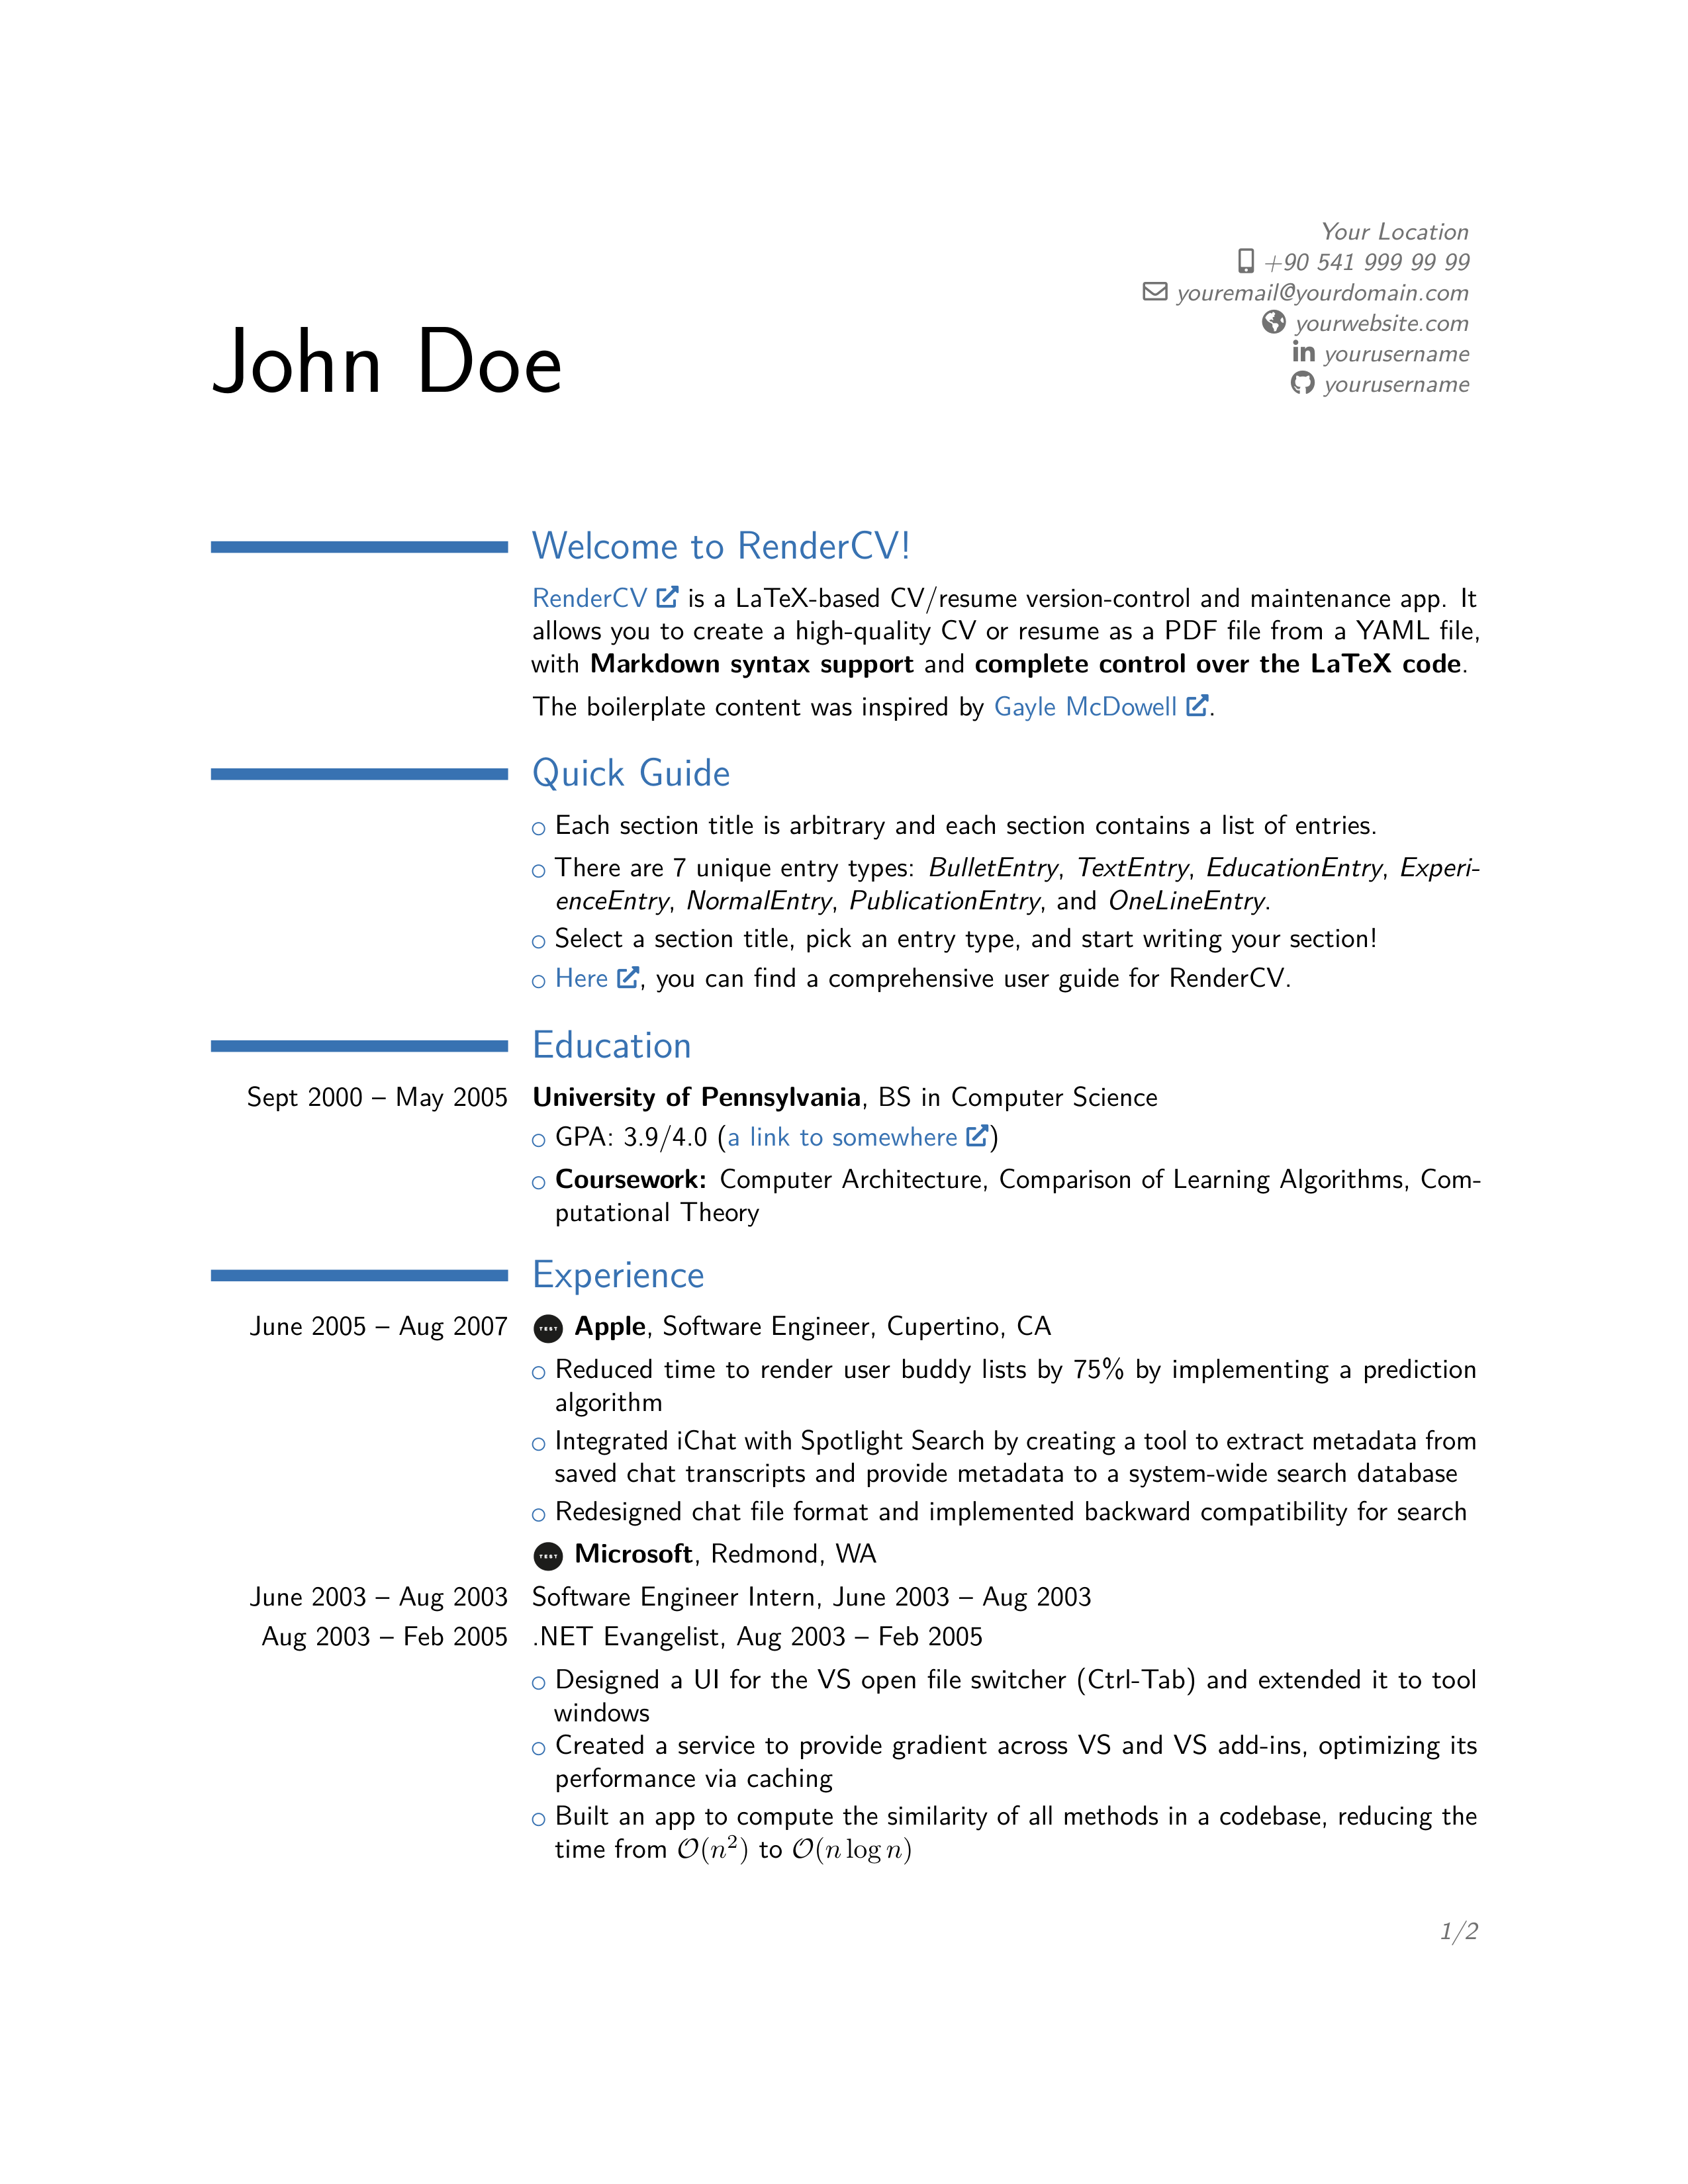 John Doe
Your Location
+90 541 999 99 99
youremail@yourdomain.com
yourwebsite.com
in yourusername
yourusername
Welcome to RenderCV!
RenderCV is a LaTeX-based CV/resume version-control and maintenance app. It
allows you to create a high-quality CV or resume as a PDF file from a YAML file,
with Markdown syntax support and complete control over the LaTeX code.
The boilerplate content was inspired by Gayle McDowell.
Quick Guide
○ Each section title is arbitrary and each section contains a list of entries.
○ There are 7 unique entry types: BulletEntry, TextEntry, EducationEntry, Experi-
enceEntry, NormalEntry, PublicationEntry, and OneLineEntry.
○ Select a section title, pick an entry type, and start writing your section!
○ Here, you can find a comprehensive user guide for RenderCV.
Education
Sept 2000 – May 2005 University of Pennsylvania, BS in Computer Science
○ GPA: 3.9/4.0 (a link to somewhere)
○ Coursework: Computer Architecture, Comparison of Learning Algorithms, Com-
putational Theory
Experience
June 2005 – Aug 2007 TEST Apple, Software Engineer, Cupertino, CA
○ Reduced time to render user buddy lists by 75% by implementing a prediction
algorithm
○ Integrated iChat with Spotlight Search by creating a tool to extract metadata from
saved chat transcripts and provide metadata to a system-wide search database
○ Redesigned chat file format and implemented backward compatibility for search
TEST Microsoft, Redmond, WA
June 2003 – Aug 2003 Software Engineer Intern, June 2003 – Aug 2003
Aug 2003 – Feb 2005 .NET Evangelist, Aug 2003 – Feb 2005
○ Designed a UI for the VS open file switcher (Ctrl-Tab) and extended it to tool
windows
○ Created a service to provide gradient across VS and VS add-ins, optimizing its
performance via caching
○ Built an app to compute the similarity of all methods in a codebase, reducing the
time from 𝒪(n²) to 𝒪(n log n)
1/2